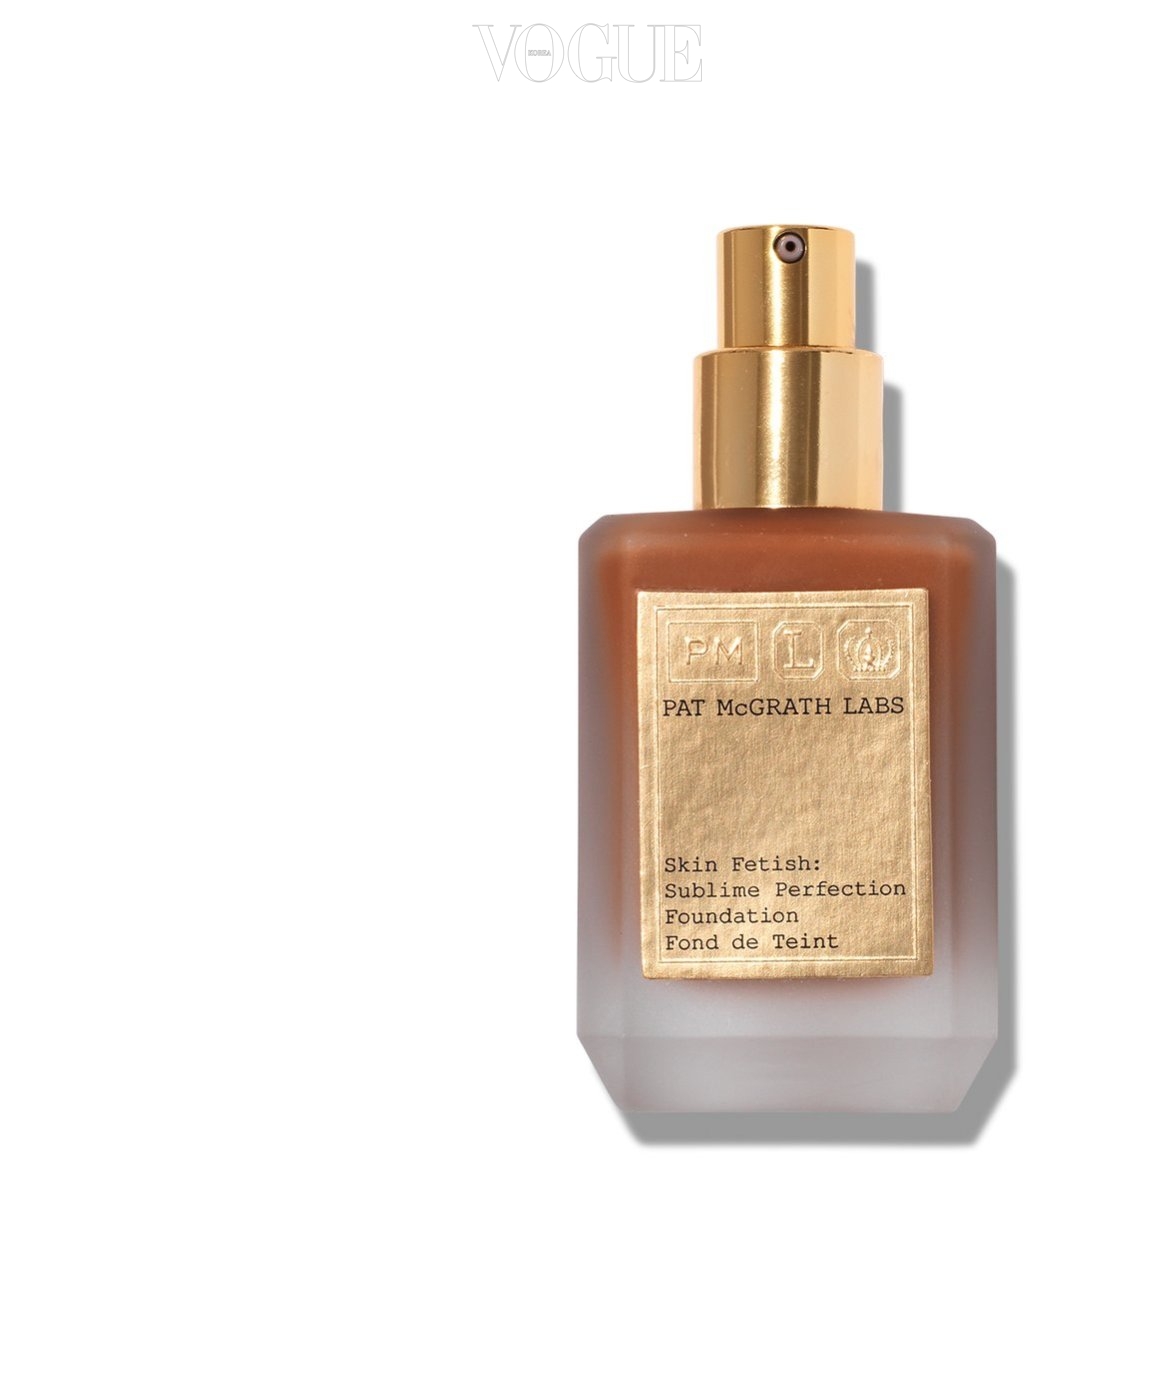 VOGUE
KOREA
PM L
PAT McGRATH LABS
Skin Fetish:
Sublime Perfection
Foundation
Fond de Teint